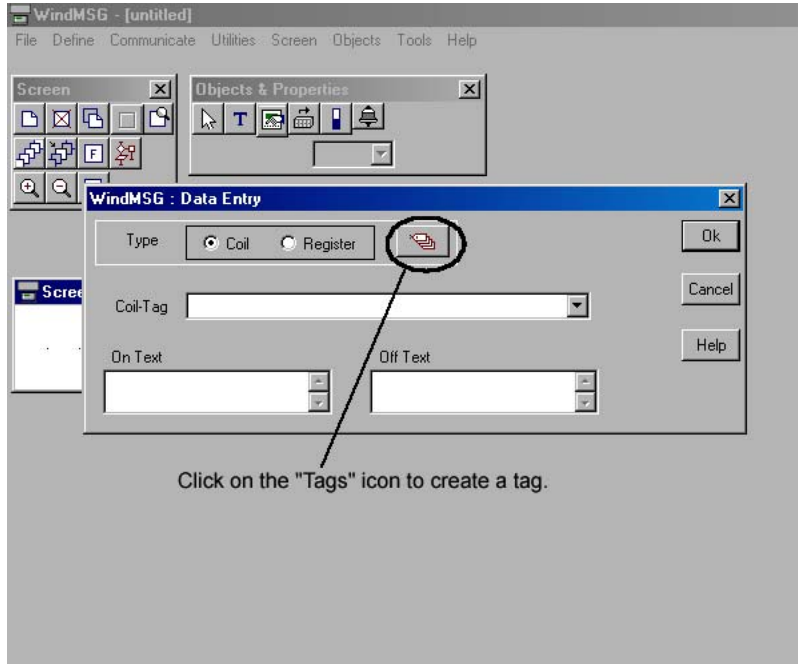 WindMSG - [untitled]
File Define Communicate Utilities Screen Objects Tools Help
Screen
Objects & Properties
T
F
WindMSG : Data Entry
Type
Coil
Register
Ok
Scree
Coil-Tag
Cancel
On Text
Off Text
Help
Click on the "Tags" icon to create a tag.